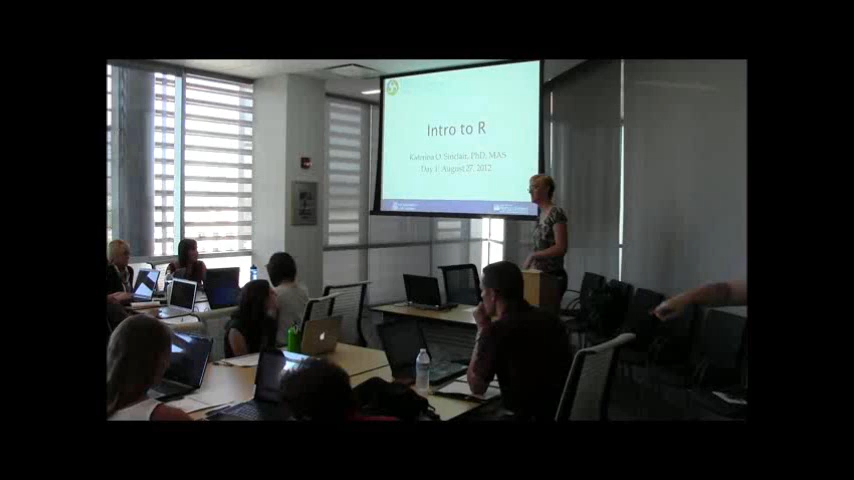 Intro to R
Katerina O. Sinclair, PhD, MAS
Day 1: August 27, 2012